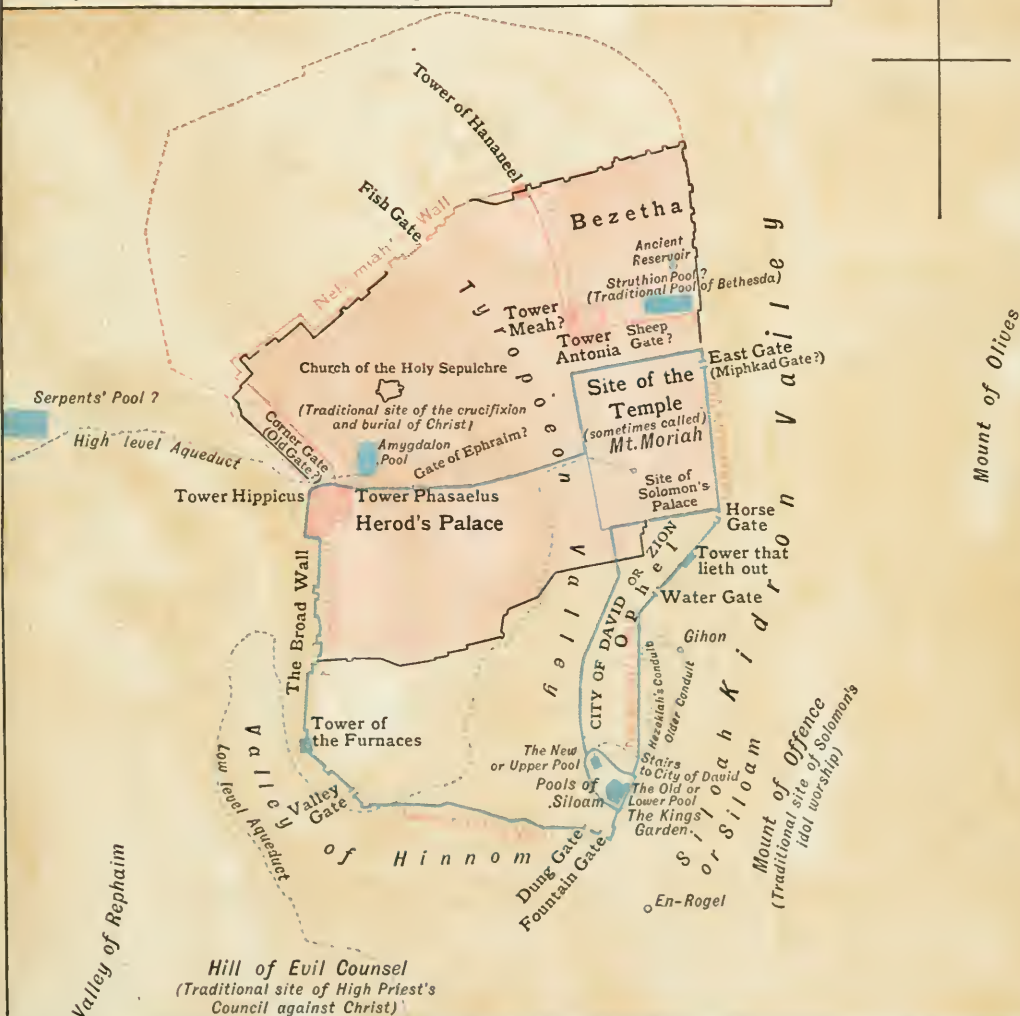 Tower of Hananeel
Fish Gate
Wall
Bezetha
Ancient
Reservoir
Struthion Pool?
(Traditional Pool of Bethesda)
Tower
Meah?
Tower
Antonia
Sheep
Gate?
East Gate
(Miphkad Gate?)
Tyropoeon
Valley
Kidron Valley
Mount of Olives
Church of the Holy Sepulchre
(Traditional site of the crucifixion
and burial of Christ)
Site of the
Temple
(sometimes called)
Mt. Moriah
Site of
Solomon's
Palace
Serpents' Pool ?
High level Aqueduct
Corner Gate
(Old Gate?)
Amygdalon
Pool
Gate of Ephraim?
Tower Hippicus
Tower Phasaelus
Herod's Palace
Horse
Gate
Tower that
lieth out
Water Gate
CITY OF DAVID OR ZION
Ophel
Gihon
Hezekiah's Conduit
Older Conduit
The Broad Wall
Tower of
the Furnaces
Valley
Gate
Valley
of Hinnom
Low level Aqueduct
The New
or Upper Pool
Pools of
Siloam
Stairs
to City of David
The Old or
Lower Pool
The Kings
Garden.
Siloah
or Siloam
Mount of Offence
(Traditional site of Solomon's
idol worship)
Dung Gate
Fountain Gate
En-Rogel
Valley of Rephaim
Hill of Evil Counsel
(Traditional site of High Priest's
Council against Christ)